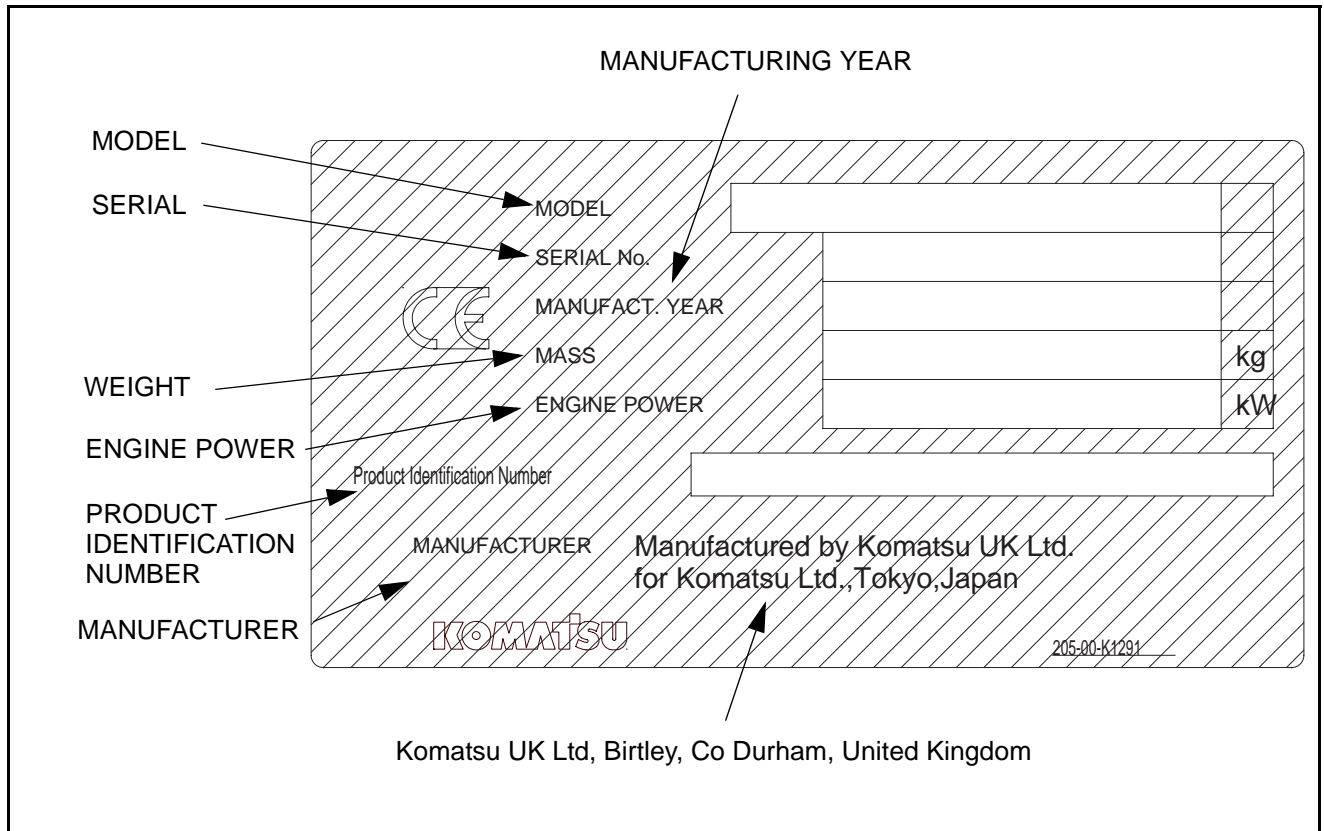 MANUFACTURING YEAR
MODEL
SERIAL
WEIGHT
ENGINE POWER
PRODUCT
IDENTIFICATION
NUMBER
MANUFACTURER
MODEL
SERIAL No.
MANUFACT. YEAR
CE
MASS
kg
ENGINE POWER
kW
Product Identification Number
MANUFACTURER
Manufactured by Komatsu UK Ltd.
for Komatsu Ltd.,Tokyo,Japan
KOMATSU
205-00-K1291
Komatsu UK Ltd, Birtley, Co Durham, United Kingdom